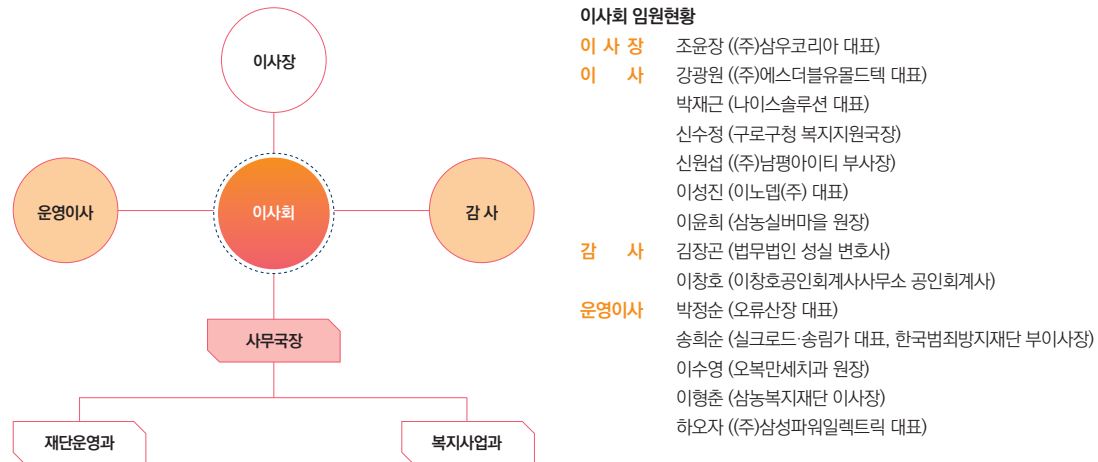 이사장
운영이사
이사회
감 사
사무국장
재단운영과
복지사업과
이사회 임원현황
이 사 장 조윤장 ((주)삼우코리아 대표)
이 사 강광원 ((주)에스더블유몰드텍 대표)
박재근 (나이스솔루션 대표)
신수정 (구로구청 복지지원국장)
신원섭 ((주)남평아이티 부사장)
이성진 (이노뎁(주) 대표)
이윤희 (삼농실버마을 원장)
감 사 김장곤 (법무법인 성실 변호사)
이창호 (이창호공인회계사사무소 공인회계사)
운영이사 박정순 (오류산장 대표)
송희순 (실크로드·송림가 대표, 한국범죄방지재단 부이사장)
이수영 (오복만세치과 원장)
이형춘 (삼농복지재단 이사장)
하오자 ((주)삼성파워일렉트릭 대표)